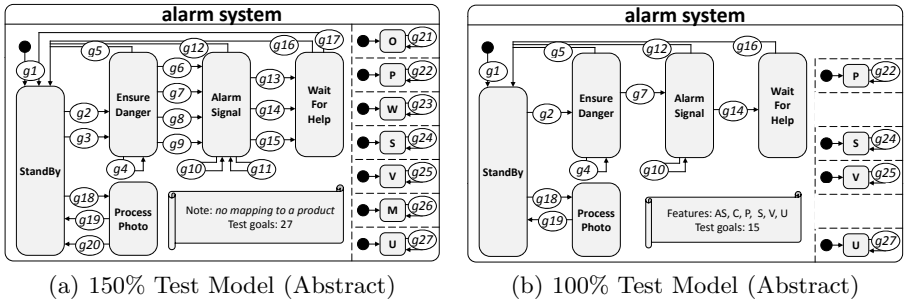 alarm system
g1
g5
g12
g16
g17
g6
g7
g8
g9
g2
g3
g4
g13
g14
g15
g10
g11
g18
g19
g20
StandBy
Ensure
Danger
Alarm
Signal
Wait
For
Help
Process
Photo
Note: no mapping to a product
Test goals: 27
O g21
P g22
W g23
S g24
V g25
M g26
U g27
(a) 150% Test Model (Abstract)
alarm system
g1
g5
g12
g16
g7
g2
g4
g14
g10
g18
g19
StandBy
Ensure
Danger
Alarm
Signal
Wait
For
Help
Process
Photo
Features: AS, C, P, S, V, U
Test goals: 15
P g22
S g24
V g25
U g27
(b) 100% Test Model (Abstract)